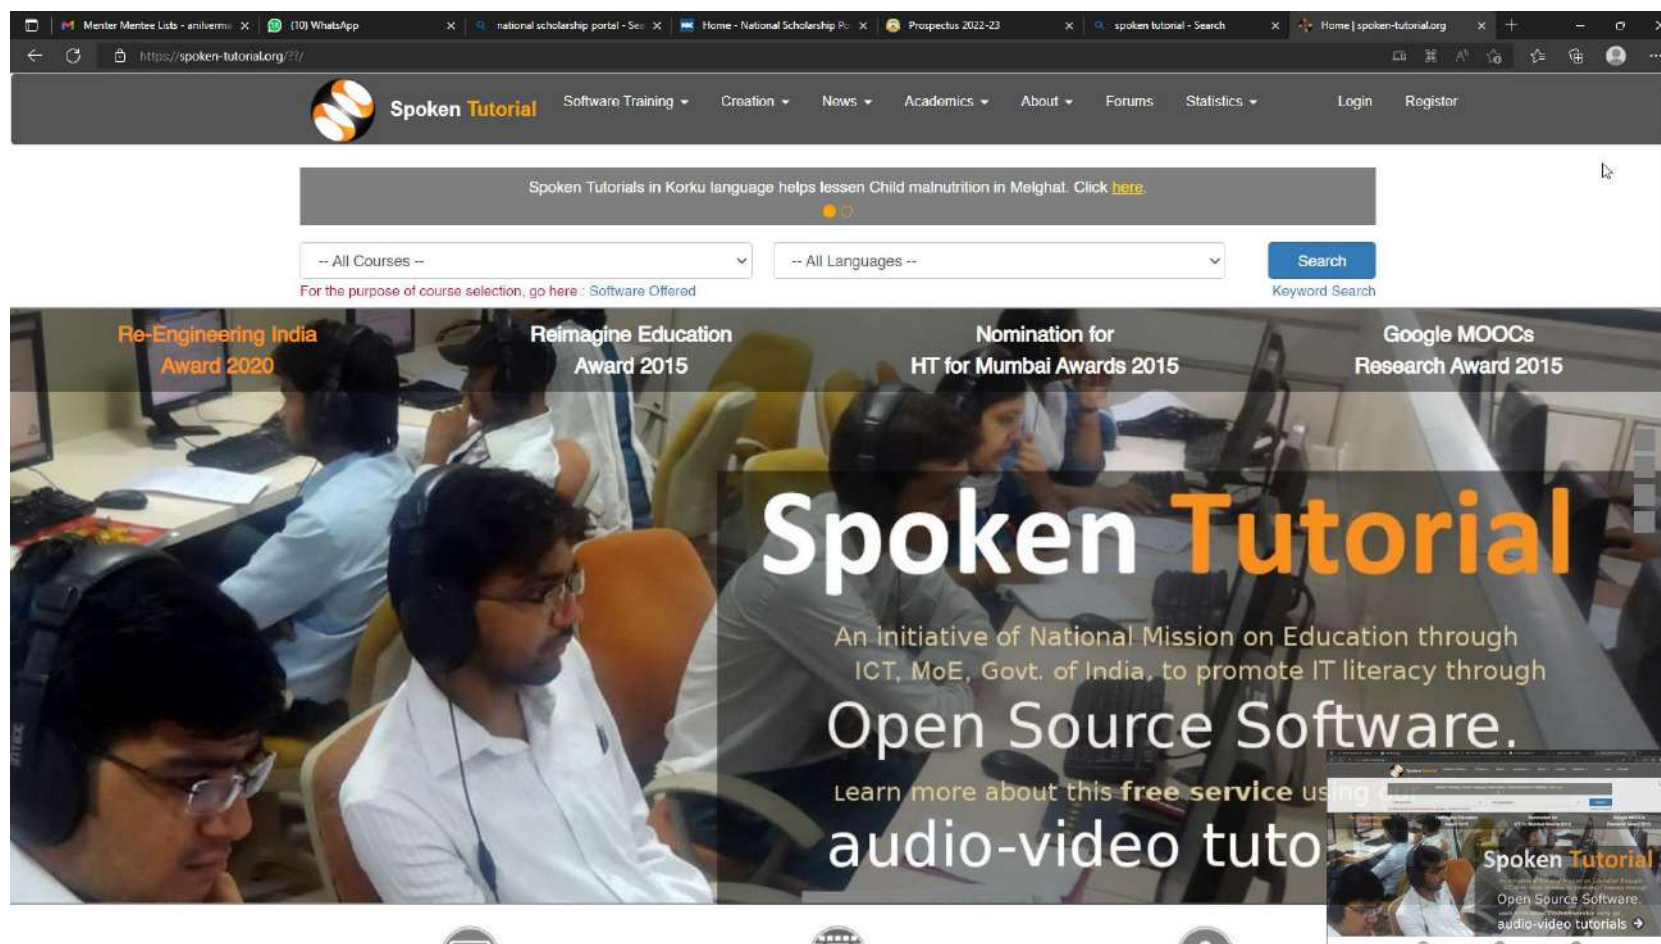 Menter Mentee Lists - anilverma
(10) WhatsApp
national scholarship portal - Sea
Home - National Scholarship Po
Prospectus 2022-23
spoken tutorial - Search
Home | spoken-tutorial.org
https://spoken-tutorial.org/??/
Spoken Tutorial
Software Training
Creation
News
Academics
About
Forums
Statistics
Login
Register
Spoken Tutorials in Korku language helps lessen Child malnutrition in Melghat. Click here.
-- All Courses --
-- All Languages --
Search
For the purpose of course selection, go here : Software Offered
Keyword Search
Re-Engineering India
Award 2020
Reimagine Education
Award 2015
Nomination for
HT for Mumbai Awards 2015
Google MOOCs
Research Award 2015
Spoken Tutorial
An initiative of National Mission on Education through
ICT, MoE, Govt. of India, to promote IT literacy through
Open Source Software.
Learn more about this free service using our
audio-video tuto
Spoken Tutorial
Open Source Software.
audio-video tutorials